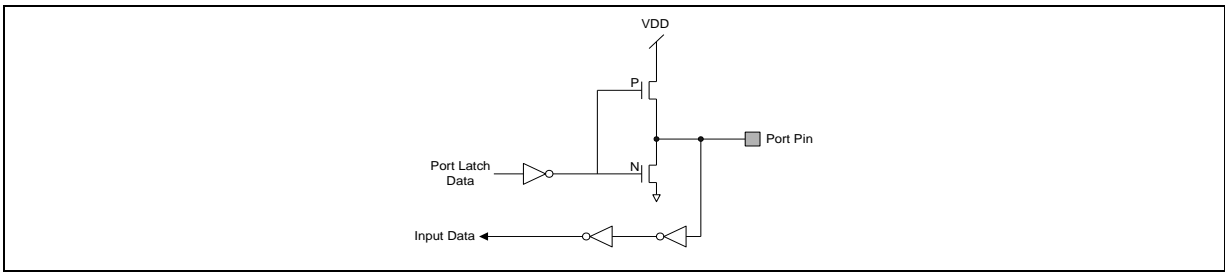 VDD
P
Port Pin
N
Port Latch
Data
Input Data